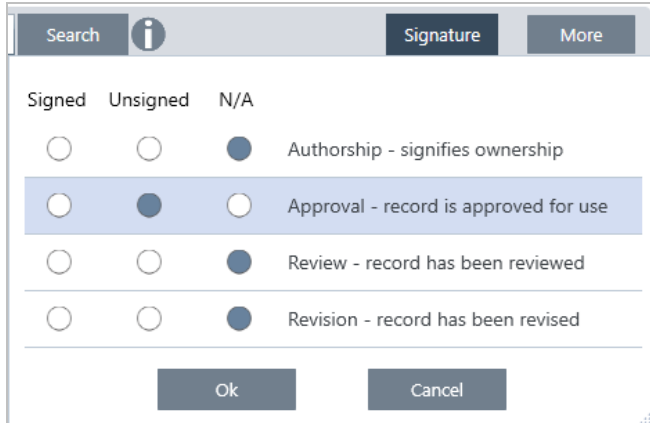 Search i Signature More
Signed Unsigned N/A
Authorship - signifies ownership
Approval - record is approved for use
Review - record has been reviewed
Revision - record has been revised
Ok Cancel